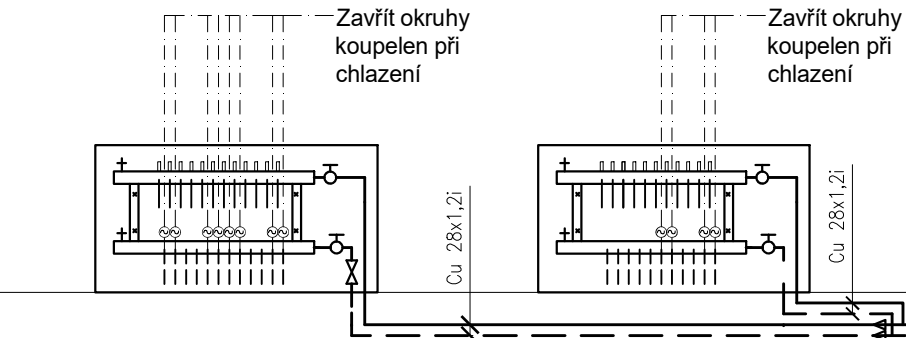 Zavřít okruhy
koupelen při
chlazení
Zavřít okruhy
koupelen při
chlazení
Cu 28x1,2i
Cu 28x1,2i